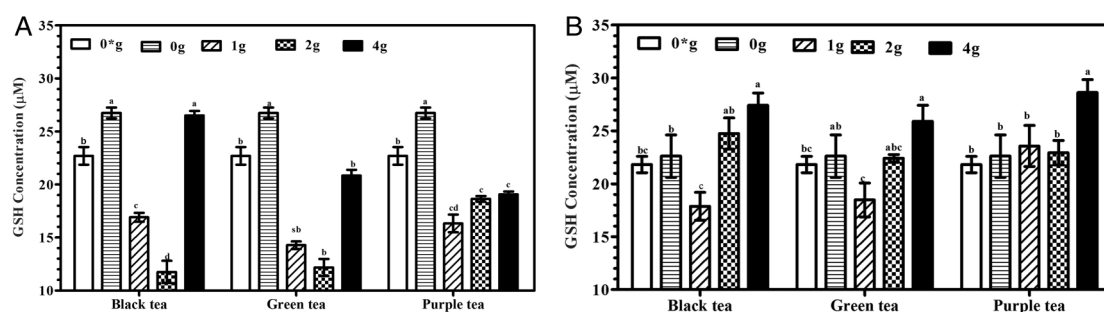 A
35
30
25
20
15
10
GSH Concentration (µM)
0*g 0g 1g 2g 4g
b a c d a
b a sb b b
b a cd c c
Black tea Green tea Purple tea
B
35
30
25
20
15
10
GSH Concentration (µM)
0*g 0g 1g 2g 4g
bc b c ab a
bc ab c abc a
b b b b a
Black tea Green tea Purple tea